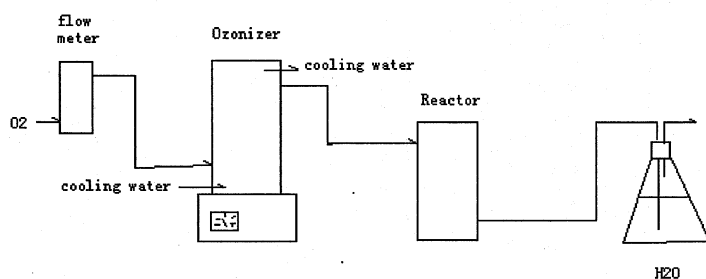 flow
meter
Ozonizer
cooling water
Reactor
O2
cooling water
H2O